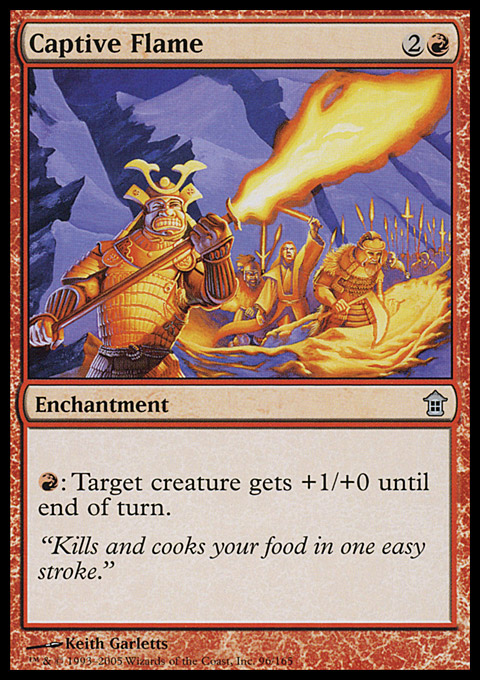 Captive Flame 2
Enchantment
: Target creature gets +1/+0 until
end of turn.
“Kills and cooks your food in one easy
stroke.”
Keith Garletts
™ & © 1993-2005 Wizards of the Coast, Inc. 96/165